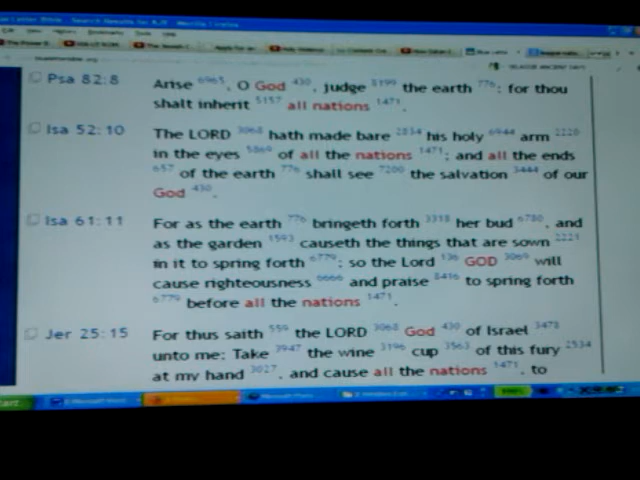 View History Bookmarks Tools Help
Psa 82:8
Arise 6965, O God 430, judge 8199 the earth 776: for thou
shalt inherit 5157 all nations 1471.
Isa 52:10
The LORD 3068 hath made bare 2834 his holy 6944 arm 2220
in the eyes 5869 of all the nations 1471; and all the ends
657 of the earth 776 shall see 7200 the salvation 3444 of our
God 430.
Isa 61:11
For as the earth 776 bringeth forth 3318 her bud 6780, and
as the garden 1593 causeth the things that are sown 2221
in it to spring forth 6779; so the Lord 136 GOD 3069 will
cause righteousness 6666 and praise 8416 to spring forth
6779 before all the nations 1471.
Jer 25:15
For thus saith 559 the LORD 3068 God 430 of Israel 3478
unto me: Take 3947 the wine 3196 cup 3563 of this fury 2534
at my hand 3027, and cause all the nations 1471, to